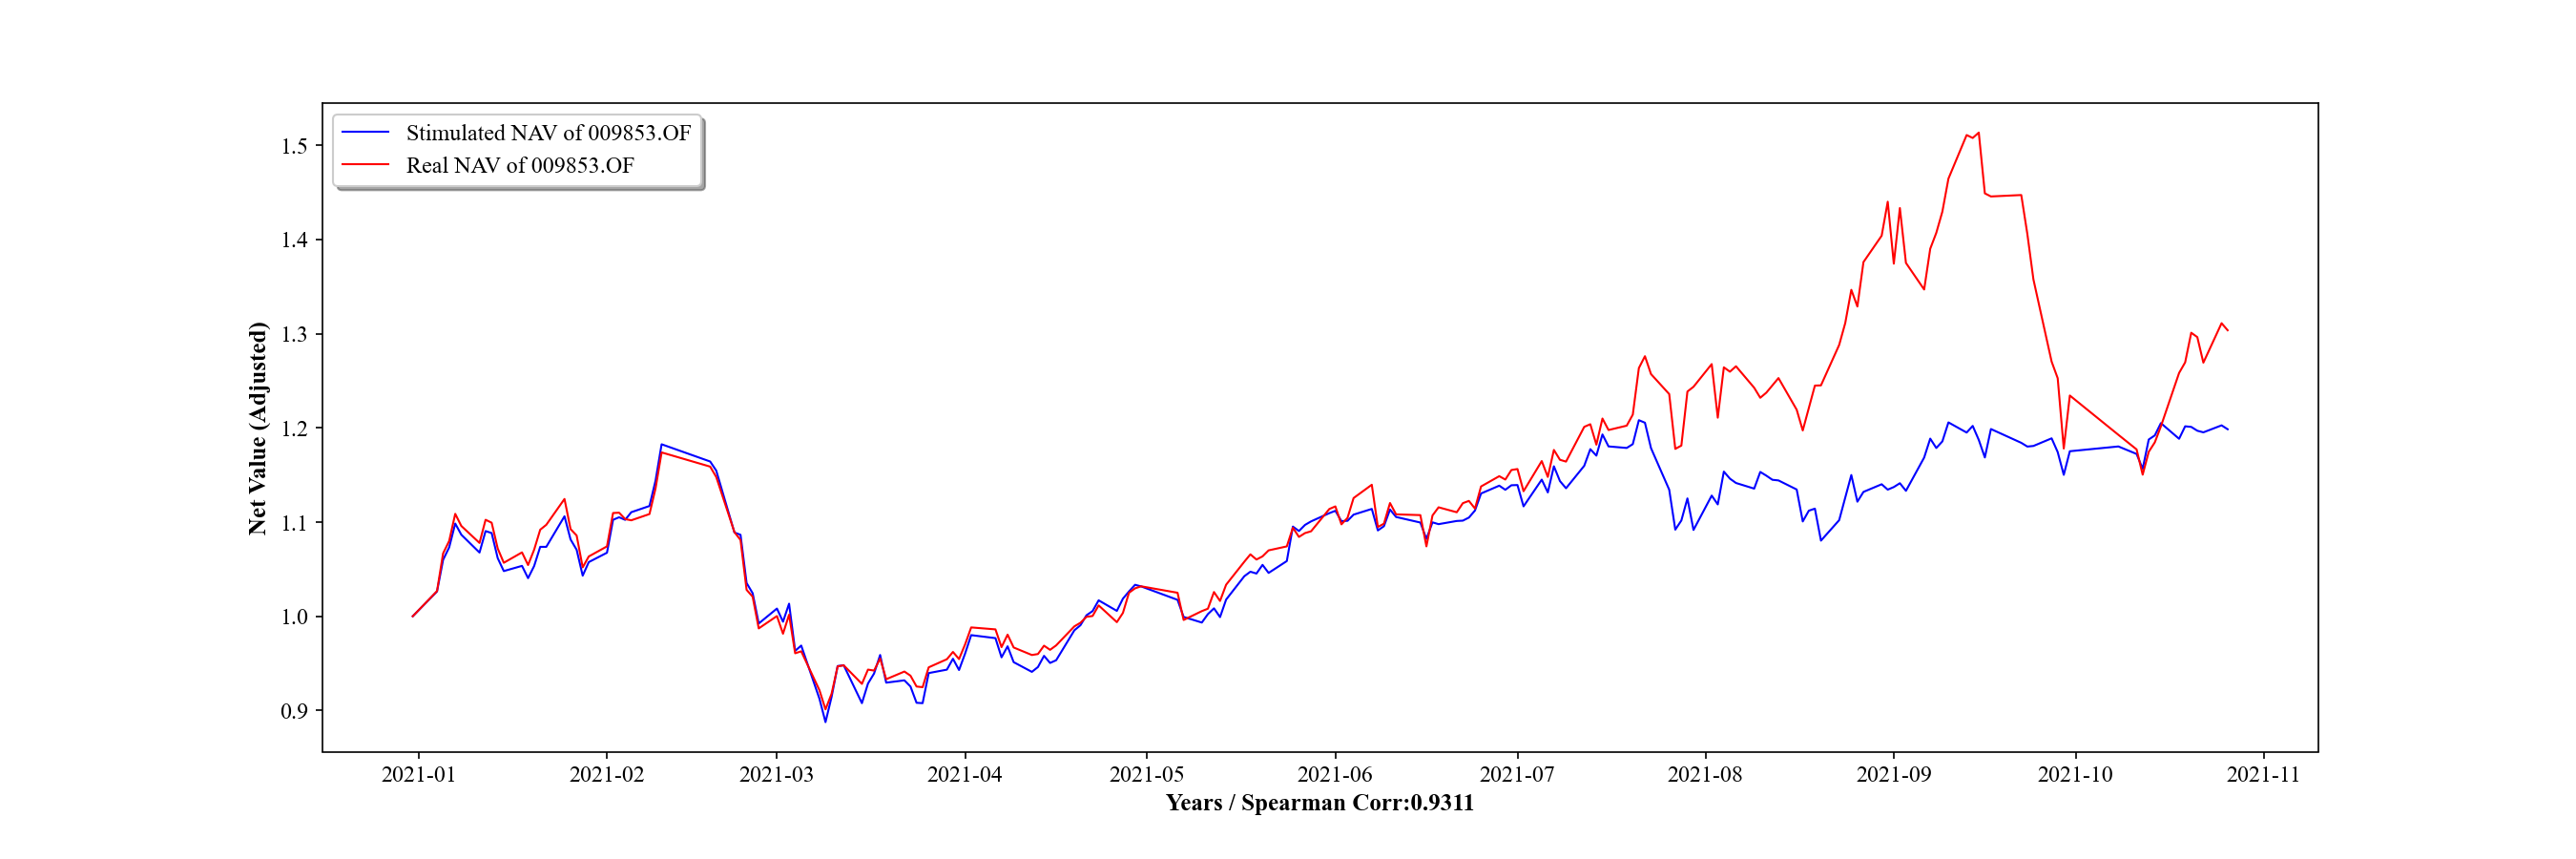 Stimulated NAV of 009853.OF
Real NAV of 009853.OF
Net Value (Adjusted)
1.5
1.4
1.3
1.2
1.1
1.0
0.9
2021-01 2021-02 2021-03 2021-04 2021-05 2021-06 2021-07 2021-08 2021-09 2021-10 2021-11
Years / Spearman Corr:0.9311